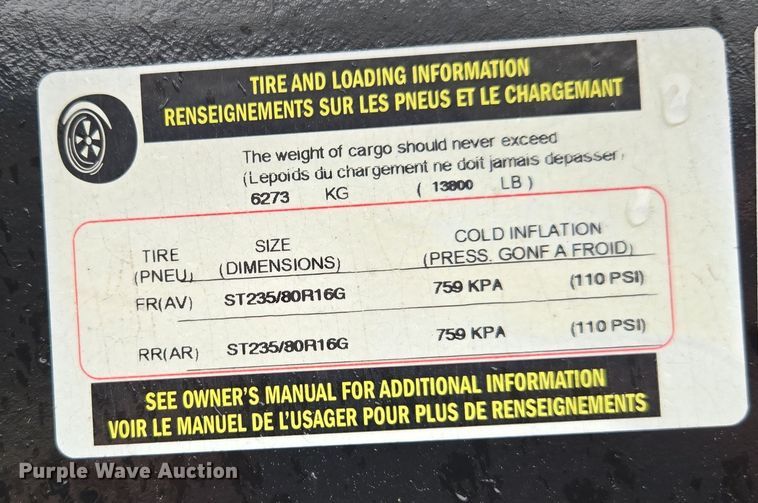 TIRE AND LOADING INFORMATION
RENSEIGNEMENTS SUR LES PNEUS ET LE CHARGEMANT
The weight of cargo should never exceed
(Lepoids du chargement ne doit jamais depasser,
6273 KG ( 13800 LB )
TIRE SIZE COLD INFLATION
(PNEU) (DIMENSIONS) (PRESS. GONF A FROID)
FR(AV) ST235/80R16G 759 KPA (110 PSI)
RR(AR) ST235/80R16G 759 KPA (110 PSI)
SEE OWNER'S MANUAL FOR ADDITIONAL INFORMATION
VOIR LE MANUEL DE L'USAGER POUR PLUS DE RENSEIGNEMENTS
Purple Wave Auction